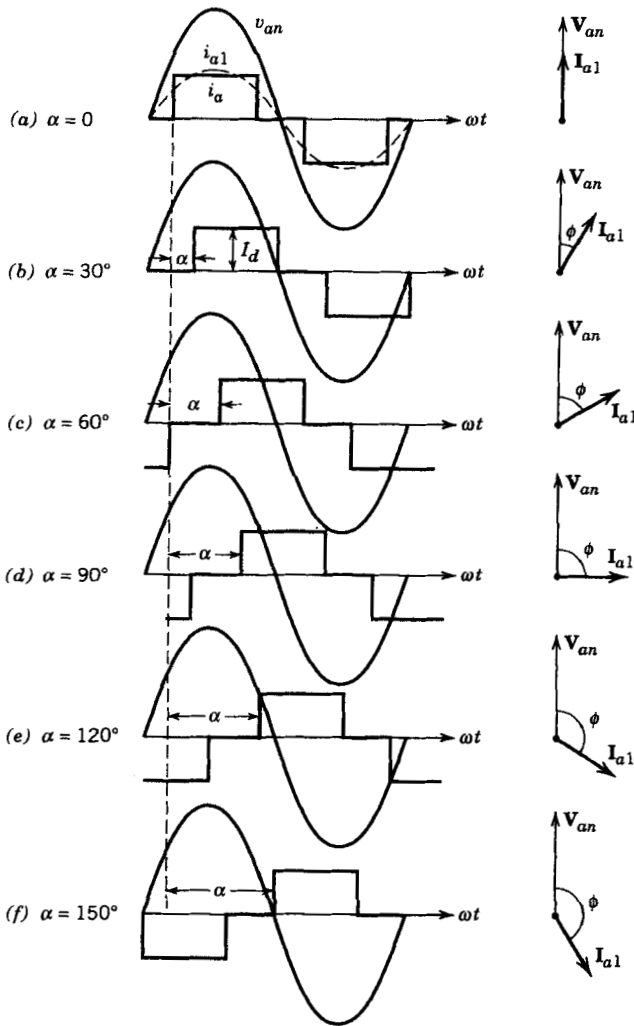 v_an
i_a1
i_a
(a) α = 0
ωt
V_an
I_a1
(b) α = 30°
α
I_d
ωt
V_an
ϕ
I_a1
(c) α = 60°
α
ωt
V_an
ϕ
I_a1
(d) α = 90°
α
ωt
V_an
ϕ
I_a1
(e) α = 120°
α
ωt
V_an
ϕ
I_a1
(f) α = 150°
α
ωt
V_an
ϕ
I_a1